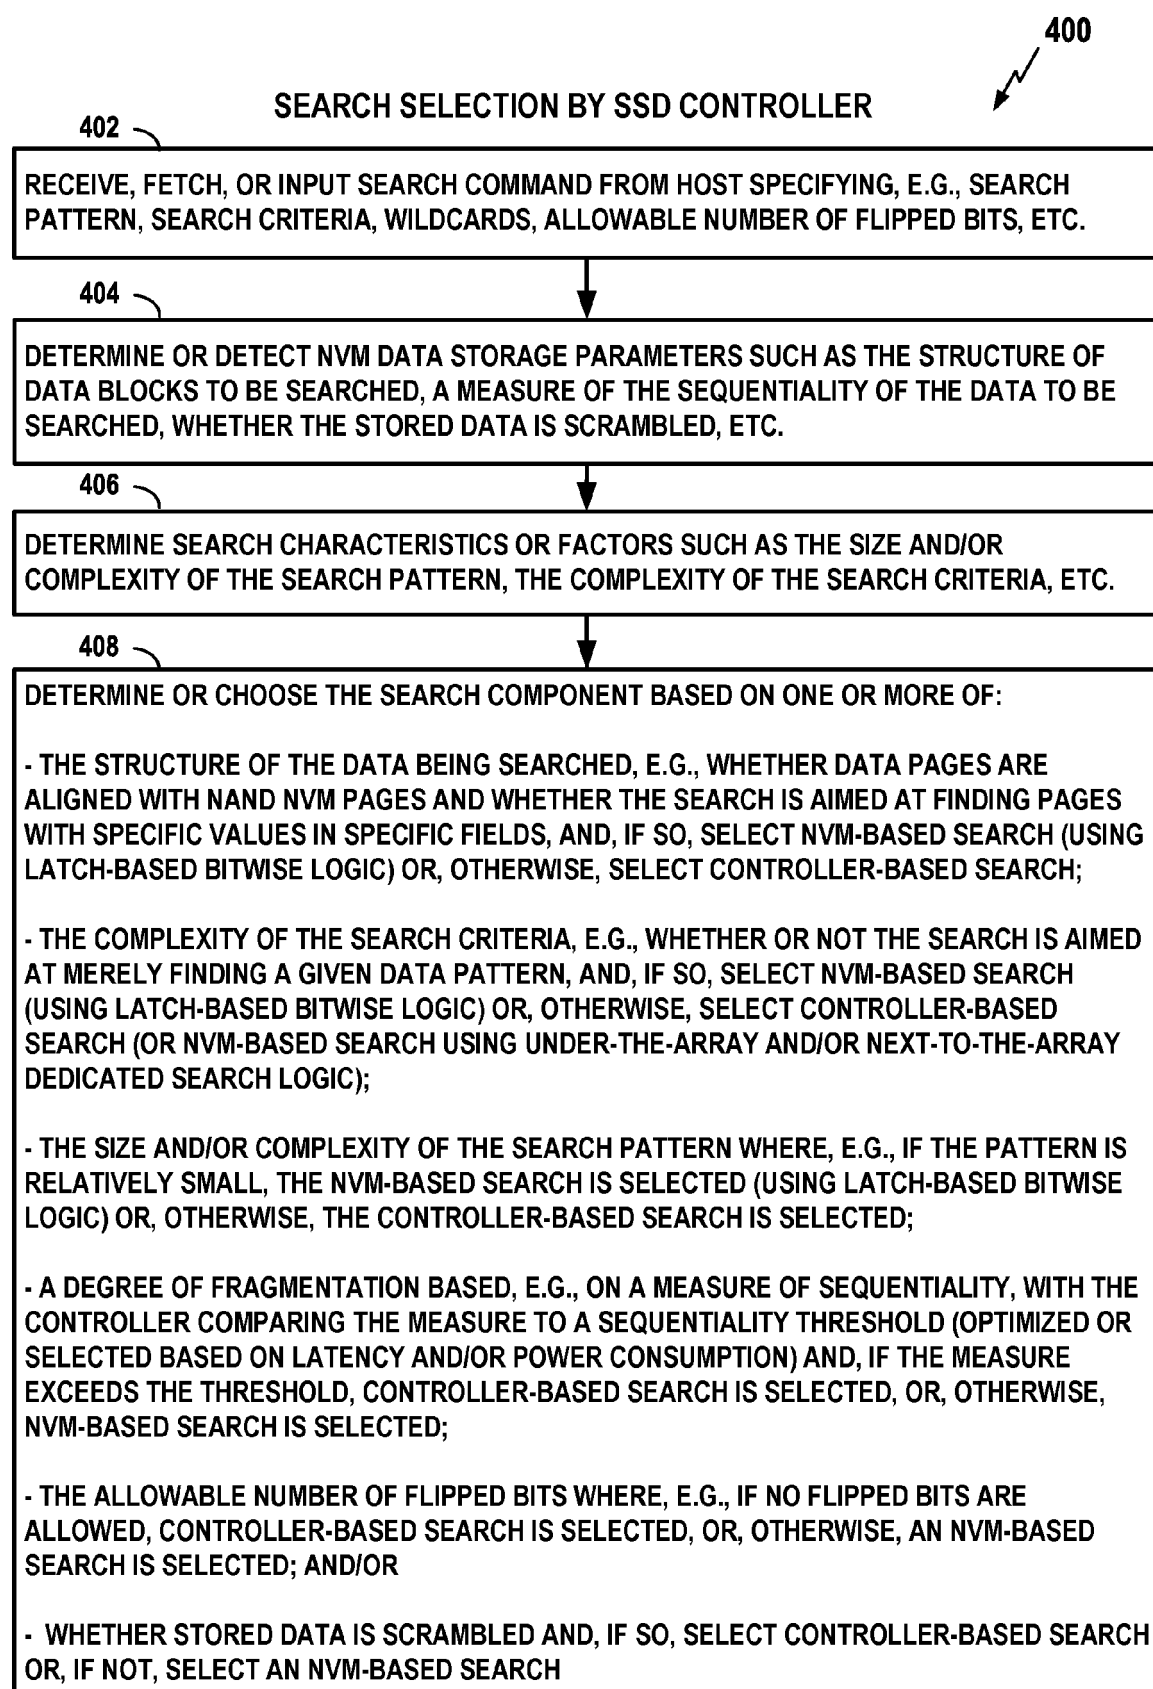 400
SEARCH SELECTION BY SSD CONTROLLER
402
RECEIVE, FETCH, OR INPUT SEARCH COMMAND FROM HOST SPECIFYING, E.G., SEARCH
PATTERN, SEARCH CRITERIA, WILDCARDS, ALLOWABLE NUMBER OF FLIPPED BITS, ETC.
404
DETERMINE OR DETECT NVM DATA STORAGE PARAMETERS SUCH AS THE STRUCTURE OF
DATA BLOCKS TO BE SEARCHED, A MEASURE OF THE SEQUENTIALITY OF THE DATA TO BE
SEARCHED, WHETHER THE STORED DATA IS SCRAMBLED, ETC.
406
DETERMINE SEARCH CHARACTERISTICS OR FACTORS SUCH AS THE SIZE AND/OR
COMPLEXITY OF THE SEARCH PATTERN, THE COMPLEXITY OF THE SEARCH CRITERIA, ETC.
408
DETERMINE OR CHOOSE THE SEARCH COMPONENT BASED ON ONE OR MORE OF:
- THE STRUCTURE OF THE DATA BEING SEARCHED, E.G., WHETHER DATA PAGES ARE
ALIGNED WITH NAND NVM PAGES AND WHETHER THE SEARCH IS AIMED AT FINDING PAGES
WITH SPECIFIC VALUES IN SPECIFIC FIELDS, AND, IF SO, SELECT NVM-BASED SEARCH (USING
LATCH-BASED BITWISE LOGIC) OR, OTHERWISE, SELECT CONTROLLER-BASED SEARCH;
- THE COMPLEXITY OF THE SEARCH CRITERIA, E.G., WHETHER OR NOT THE SEARCH IS AIMED
AT MERELY FINDING A GIVEN DATA PATTERN, AND, IF SO, SELECT NVM-BASED SEARCH
(USING LATCH-BASED BITWISE LOGIC) OR, OTHERWISE, SELECT CONTROLLER-BASED
SEARCH (OR NVM-BASED SEARCH USING UNDER-THE-ARRAY AND/OR NEXT-TO-THE-ARRAY
DEDICATED SEARCH LOGIC);
- THE SIZE AND/OR COMPLEXITY OF THE SEARCH PATTERN WHERE, E.G., IF THE PATTERN IS
RELATIVELY SMALL, THE NVM-BASED SEARCH IS SELECTED (USING LATCH-BASED BITWISE
LOGIC) OR, OTHERWISE, THE CONTROLLER-BASED SEARCH IS SELECTED;
- A DEGREE OF FRAGMENTATION BASED, E.G., ON A MEASURE OF SEQUENTIALITY, WITH THE
CONTROLLER COMPARING THE MEASURE TO A SEQUENTIALITY THRESHOLD (OPTIMIZED OR
SELECTED BASED ON LATENCY AND/OR POWER CONSUMPTION) AND, IF THE MEASURE
EXCEEDS THE THRESHOLD, CONTROLLER-BASED SEARCH IS SELECTED, OR, OTHERWISE,
NVM-BASED SEARCH IS SELECTED;
- THE ALLOWABLE NUMBER OF FLIPPED BITS WHERE, E.G., IF NO FLIPPED BITS ARE
ALLOWED, CONTROLLER-BASED SEARCH IS SELECTED, OR, OTHERWISE, AN NVM-BASED
SEARCH IS SELECTED; AND/OR
- WHETHER STORED DATA IS SCRAMBLED AND, IF SO, SELECT CONTROLLER-BASED SEARCH
OR, IF NOT, SELECT AN NVM-BASED SEARCH